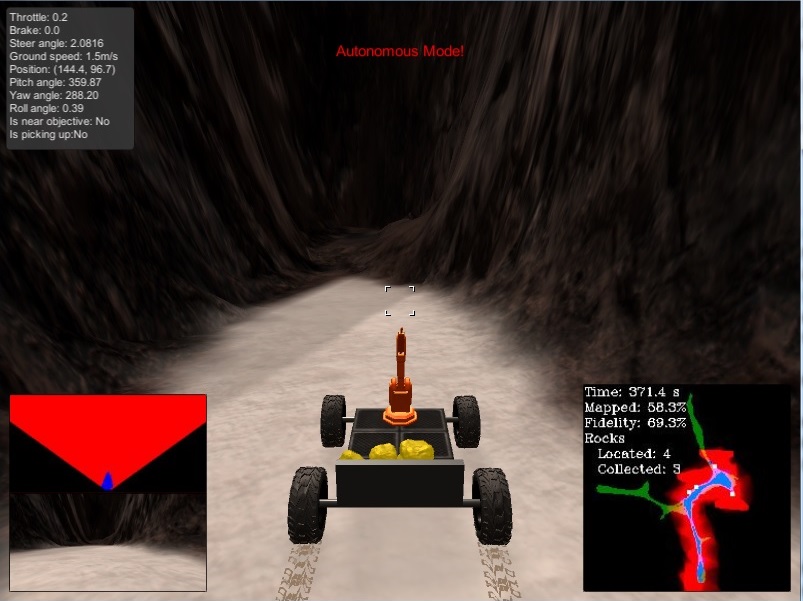 Throttle: 0.2
Brake: 0.0
Steer angle: 2.0816
Ground speed: 1.5m/s
Position: (144.4, 96.7)
Pitch angle: 359.87
Yaw angle: 288.20
Roll angle: 0.39
Is near objective: No
Is picking up:No
Autonomous Mode!
Time: 371.4 s
Mapped: 58.3%
Fidelity: 69.3%
Rocks
Located: 4
Collected: 3